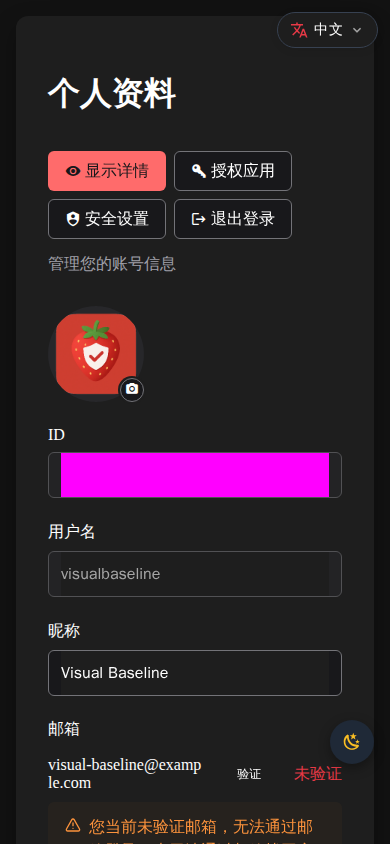 中文
个人资料
显示详情
授权应用
安全设置
退出登录
管理您的账号信息
ID
用户名
visualbaseline
昵称
Visual Baseline
邮箱
visual-baseline@examp
le.com
验证
未验证
您当前未验证邮箱，无法通过邮